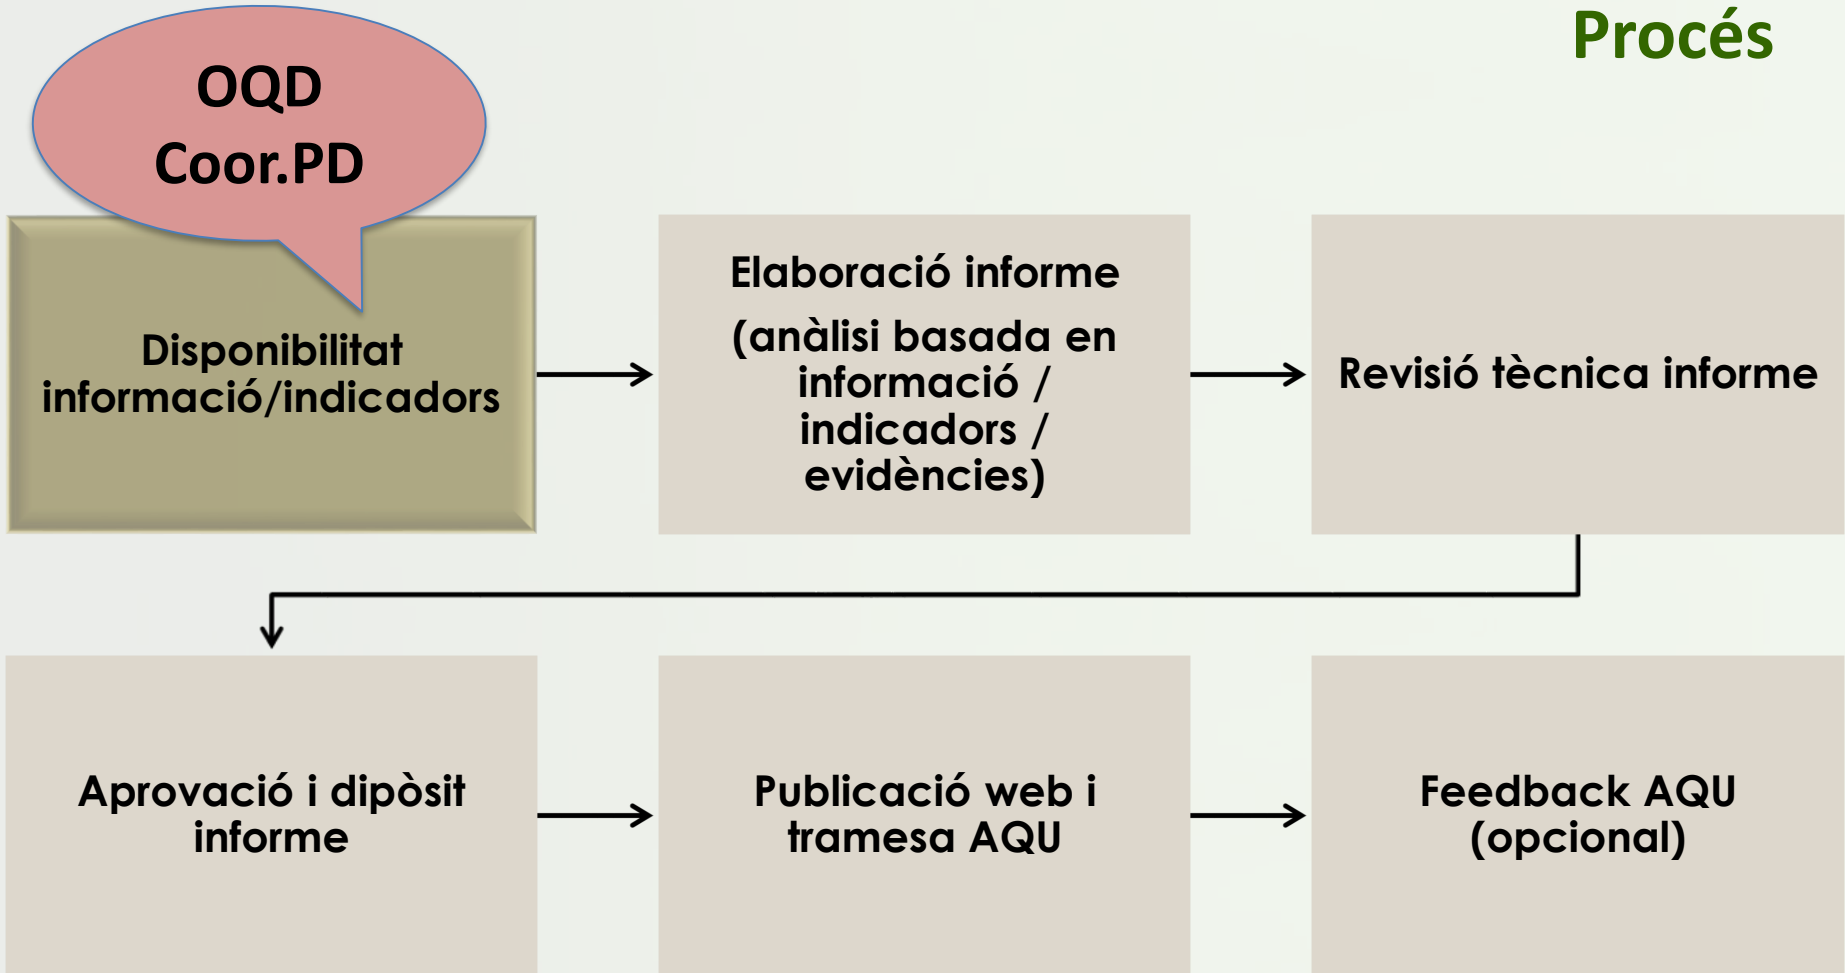 Procés
OQD
Coor.PD
Disponibilitat
informació/indicadors
Elaboració informe
(anàlisi basada en
informació /
indicadors /
evidències)
Revisió tècnica informe
Aprovació i dipòsit
informe
Publicació web i
tramesa AQU
Feedback AQU
(opcional)